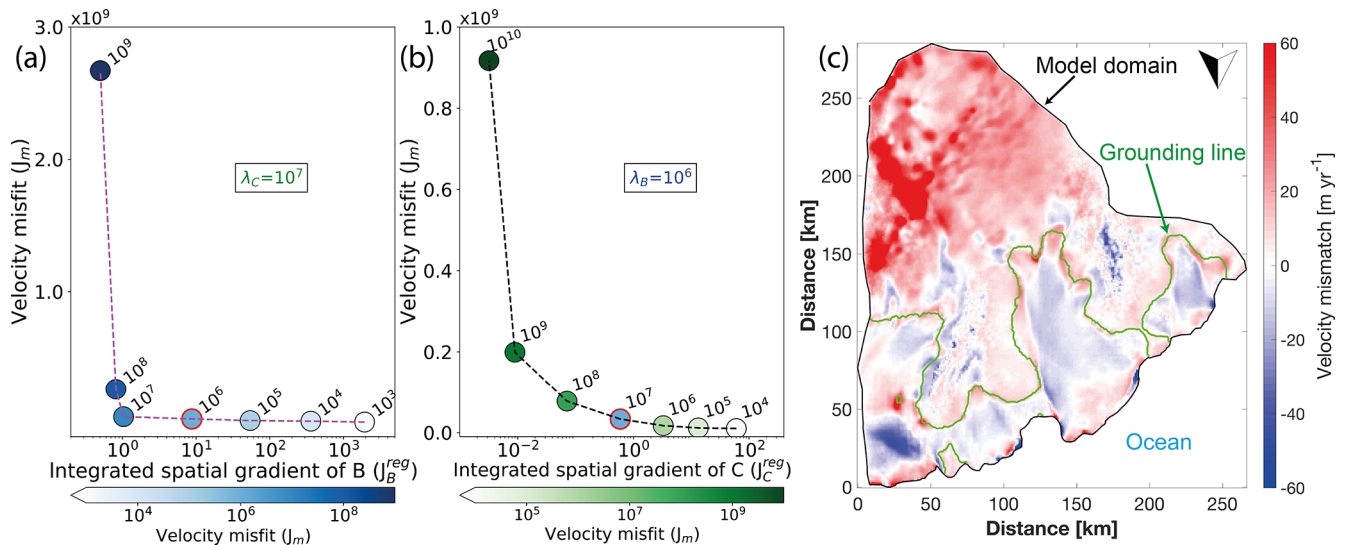 (a)
x10⁹
3.0
2.0
1.0
Velocity misfit (Jₘ)
10⁹
10⁸
10⁷
10⁶
10⁵
10⁴
10³
λ_C=10⁷
10⁰ 10¹ 10² 10³
Integrated spatial gradient of B (J_B^reg)
10⁴ 10⁶ 10⁸
Velocity misfit (Jₘ)
(b)
x10⁹
1.0
0.8
0.6
0.4
0.2
0.0
Velocity misfit (Jₘ)
10¹⁰
10⁹
10⁸
10⁷
10⁶
10⁵
10⁴
λ_B=10⁶
10⁻² 10⁰ 10²
Integrated spatial gradient of C (J_C^reg)
10⁵ 10⁷ 10⁹
Velocity misfit (Jₘ)
(c)
Model domain
Grounding line
Ocean
250
200
150
100
50
0
Distance [km]
0 50 100 150 200 250
Distance [km]
60
40
20
0
-20
-40
-60
Velocity mismatch [m yr⁻¹]